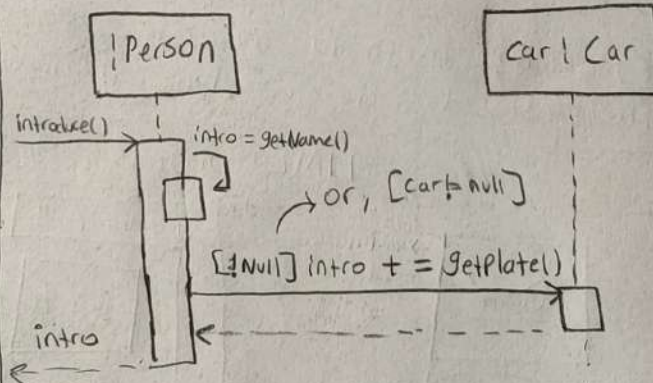 :Person
car: Car
introduce()
intro = getName()
or, [car != null]
[!Null] intro += getPlate()
intro